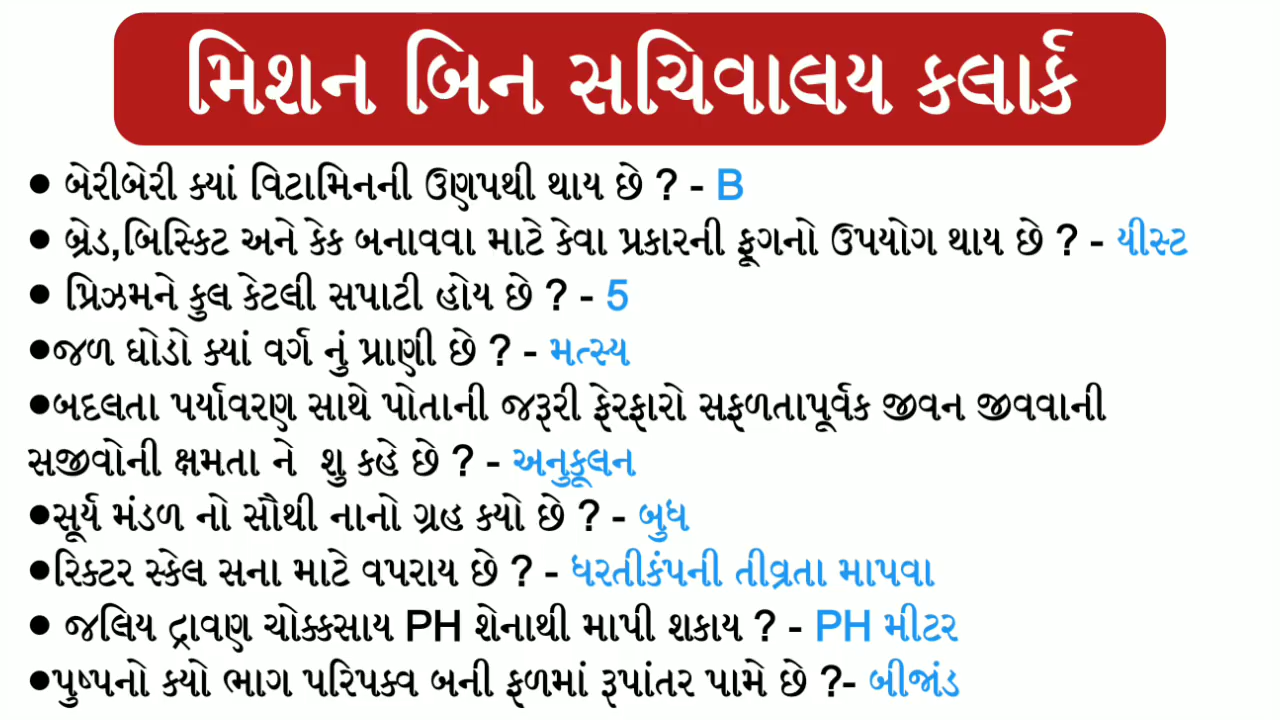 મિશન બિન સચિવાલય કલાર્ક
● બેરીબેરી ક્યાં વિટામિનની ઉણપથી થાય છે ? - B
● બ્રેડ,બિસ્કિટ અને કેક બનાવવા માટે કેવા પ્રકારની ફૂગનો ઉપયોગ થાય છે ? - યીસ્ટ
● પ્રિઝમને કુલ કેટલી સપાટી હોય છે ? - 5
●જળ ઘોડો ક્યાં વર્ગ નું પ્રાણી છે ? - મત્સ્ય
●બદલતા પર્યાવરણ સાથે પોતાની જરૂરી ફેરફારો સફળતાપૂર્વક જીવન જીવવાની
સજીવોની ક્ષમતા ને શુ કહે છે ? - અનુકૂલન
●સૂર્ય મંડળ નો સૌથી નાનો ગ્રહ ક્યો છે ? - બુધ
●રિક્ટર સ્કેલ સના માટે વપરાય છે ? - ધરતીકંપની તીવ્રતા માપવા
● જલિય દ્રાવણ ચોક્કસાય PH શેનાથી માપી શકાય ? - PH મીટર
●પુષ્પનો ક્યો ભાગ પરિપક્વ બની ફળમાં રૂપાંતર પામે છે ?- બીજાંડ